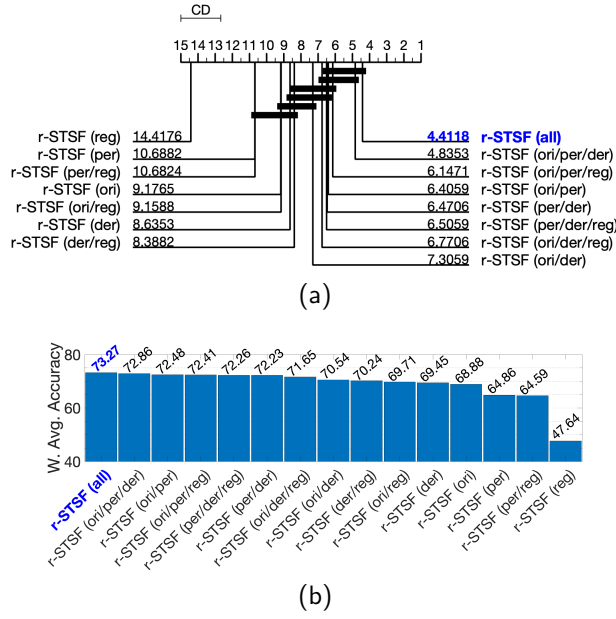 CD
15 14 13 12 11 10 9 8 7 6 5 4 3 2 1
r-STSF (reg) 14.4176 4.4118 r-STSF (all)
r-STSF (per) 10.6882 4.8353 r-STSF (ori/per/der)
r-STSF (per/reg) 10.6824 6.1471 r-STSF (ori/per/reg)
r-STSF (ori) 9.1765 6.4059 r-STSF (ori/per)
r-STSF (ori/reg) 9.1588 6.4706 r-STSF (per/der)
r-STSF (der) 8.6353 6.5059 r-STSF (per/der/reg)
r-STSF (der/reg) 8.3882 6.7706 r-STSF (ori/der/reg)
7.3059 r-STSF (ori/der)
(a)
W. Avg. Accuracy
80
60
40
73.27 72.86 72.48 72.41 72.26 72.23 71.65 70.54 70.24 69.71 69.45 68.88 64.86 64.59 47.64
r-STSF (all)
r-STSF (ori/per/der)
r-STSF (ori/per)
r-STSF (ori/per/reg)
r-STSF (per/der/reg)
r-STSF (per/der)
r-STSF (ori/der/reg)
r-STSF (ori/der)
r-STSF (der/reg)
r-STSF (ori/reg)
r-STSF (der)
r-STSF (ori)
r-STSF (per)
r-STSF (per/reg)
r-STSF (reg)
(b)